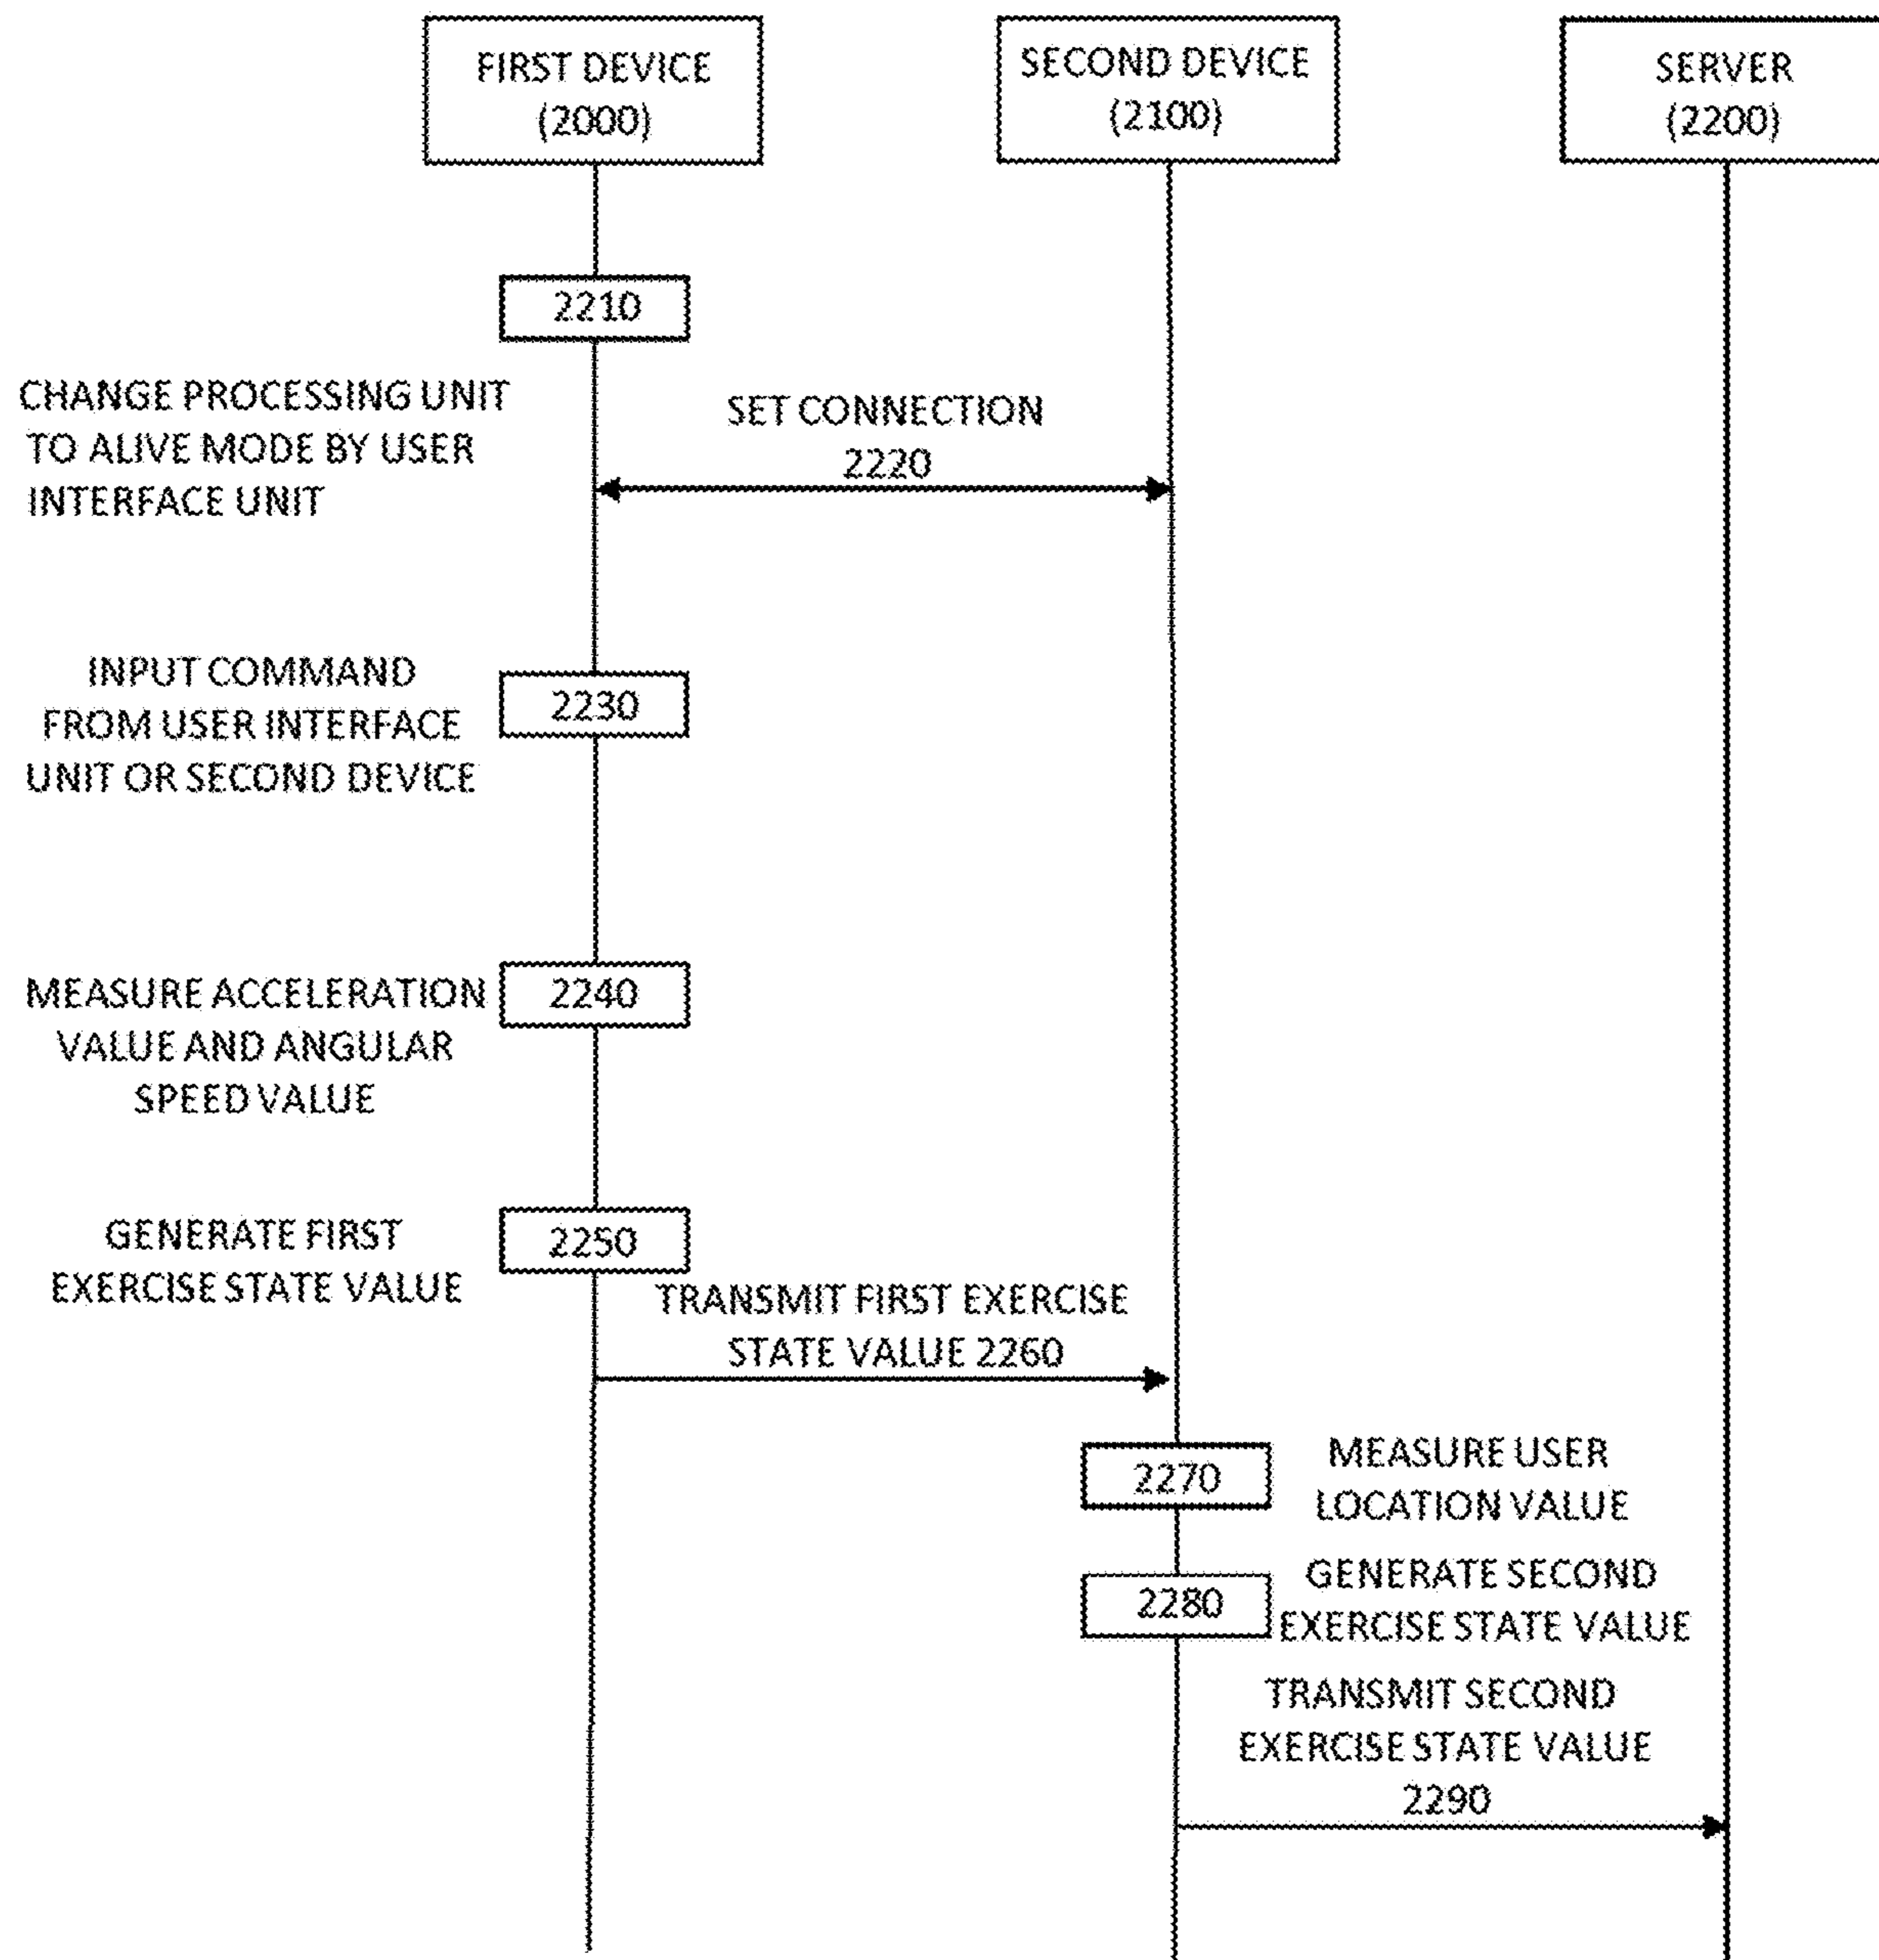 FIRST DEVICE
(2000)
SECOND DEVICE
(2100)
SERVER
(2200)
2210
CHANGE PROCESSING UNIT
TO ALIVE MODE BY USER
INTERFACE UNIT
SET CONNECTION
2220
INPUT COMMAND
FROM USER INTERFACE
UNIT OR SECOND DEVICE
2230
MEASURE ACCELERATION
VALUE AND ANGULAR
SPEED VALUE
2240
GENERATE FIRST
EXERCISE STATE VALUE
2250
TRANSMIT FIRST EXERCISE
STATE VALUE 2260
2270
MEASURE USER
LOCATION VALUE
2280
GENERATE SECOND
EXERCISE STATE VALUE
TRANSMIT SECOND
EXERCISE STATE VALUE
2290